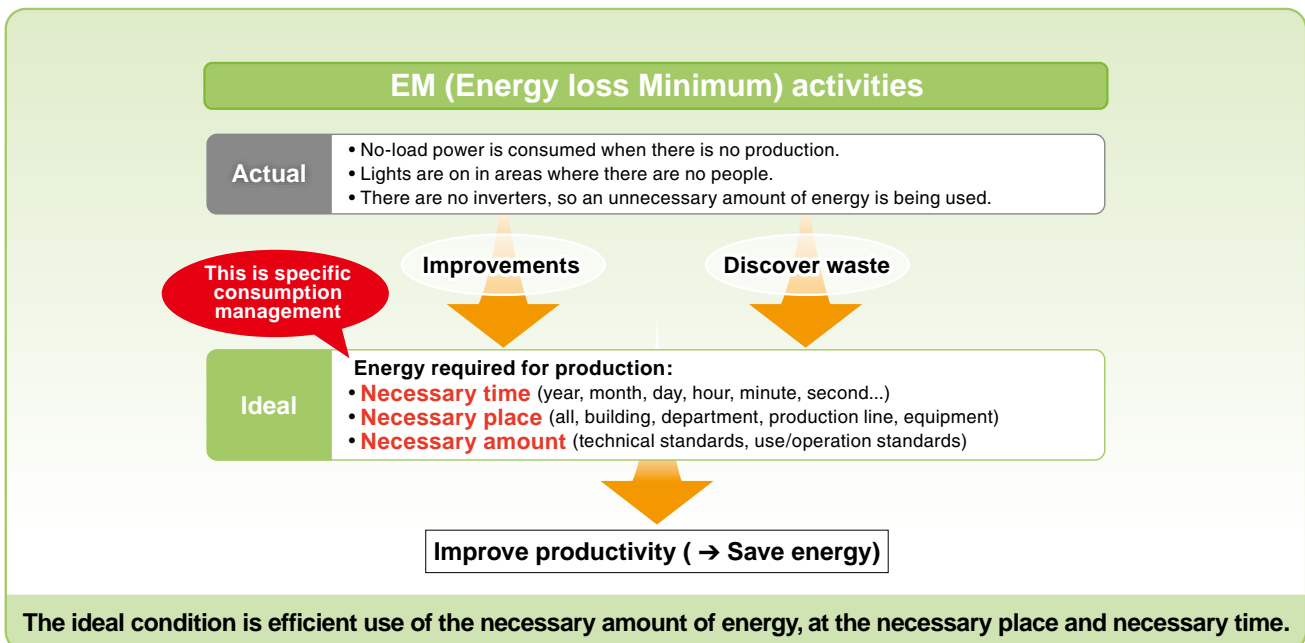 EM (Energy loss Minimum) activities
Actual
• No-load power is consumed when there is no production.
• Lights are on in areas where there are no people.
• There are no inverters, so an unnecessary amount of energy is being used.
Improvements
Discover waste
This is specific
consumption
management
Ideal
Energy required for production:
• Necessary time (year, month, day, hour, minute, second...)
• Necessary place (all, building, department, production line, equipment)
• Necessary amount (technical standards, use/operation standards)
Improve productivity ( → Save energy)
The ideal condition is efficient use of the necessary amount of energy, at the necessary place and necessary time.